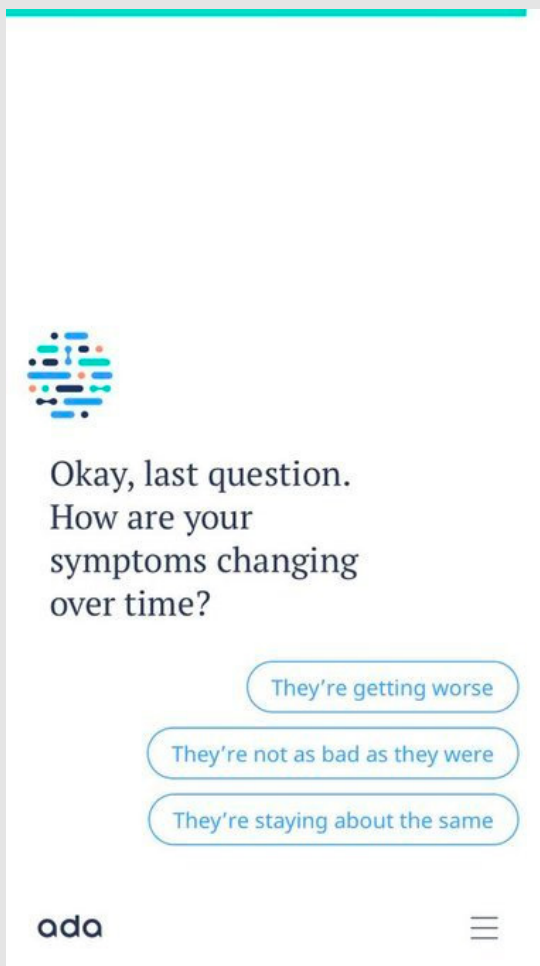 Okay, last question.
How are your
symptoms changing
over time?
They’re getting worse
They’re not as bad as they were
They’re staying about the same
ada